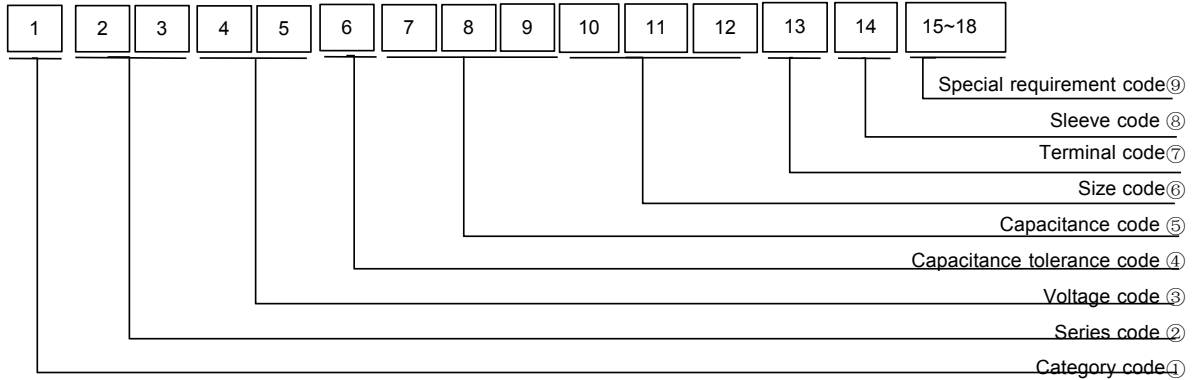 1 2 3 4 5 6 7 8 9 10 11 12 13 14 15~18
Special requirement code⑨
Sleeve code ⑧
Terminal code⑦
Size code⑥
Capacitance code ⑤
Capacitance tolerance code ④
Voltage code ③
Series code ②
Category code①